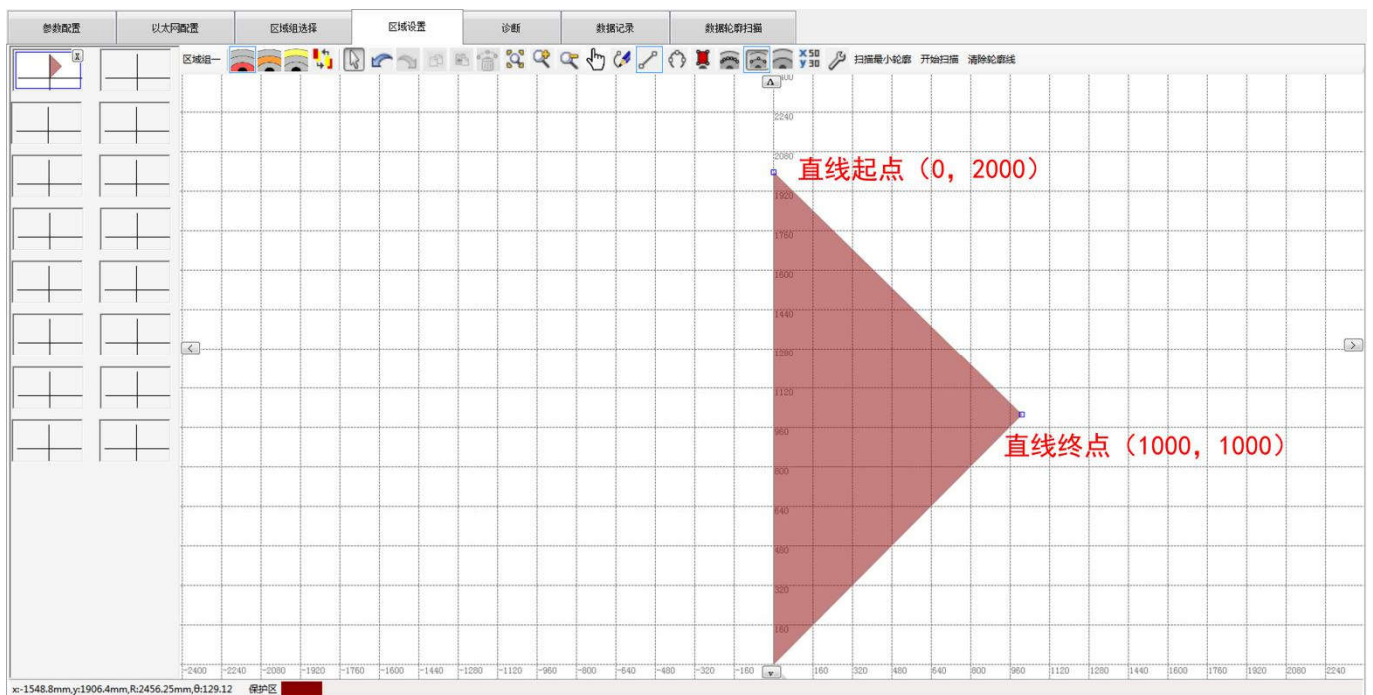 参数配置 以太网配置 区域组选择 区域设置 诊断 数据记录 数据轮廓扫描
区域组一 X 50 y 30 扫描最小轮廓 开始扫描 清除轮廓线
X
2400
2240
2080
直线起点（0，2000）
1920
1760
1600
1440
1280
1120
960
直线终点（1000，1000）
800
640
480
320
160
-2400 -2240 -2080 -1920 -1760 -1600 -1440 -1280 -1120 -960 -800 -640 -480 -320 -160 160 320 480 640 800 960 1120 1280 1440 1600 1760 1920 2080 2240
x:-1548.8mm,y:1906.4mm,R:2456.25mm,θ:129.12 保护区